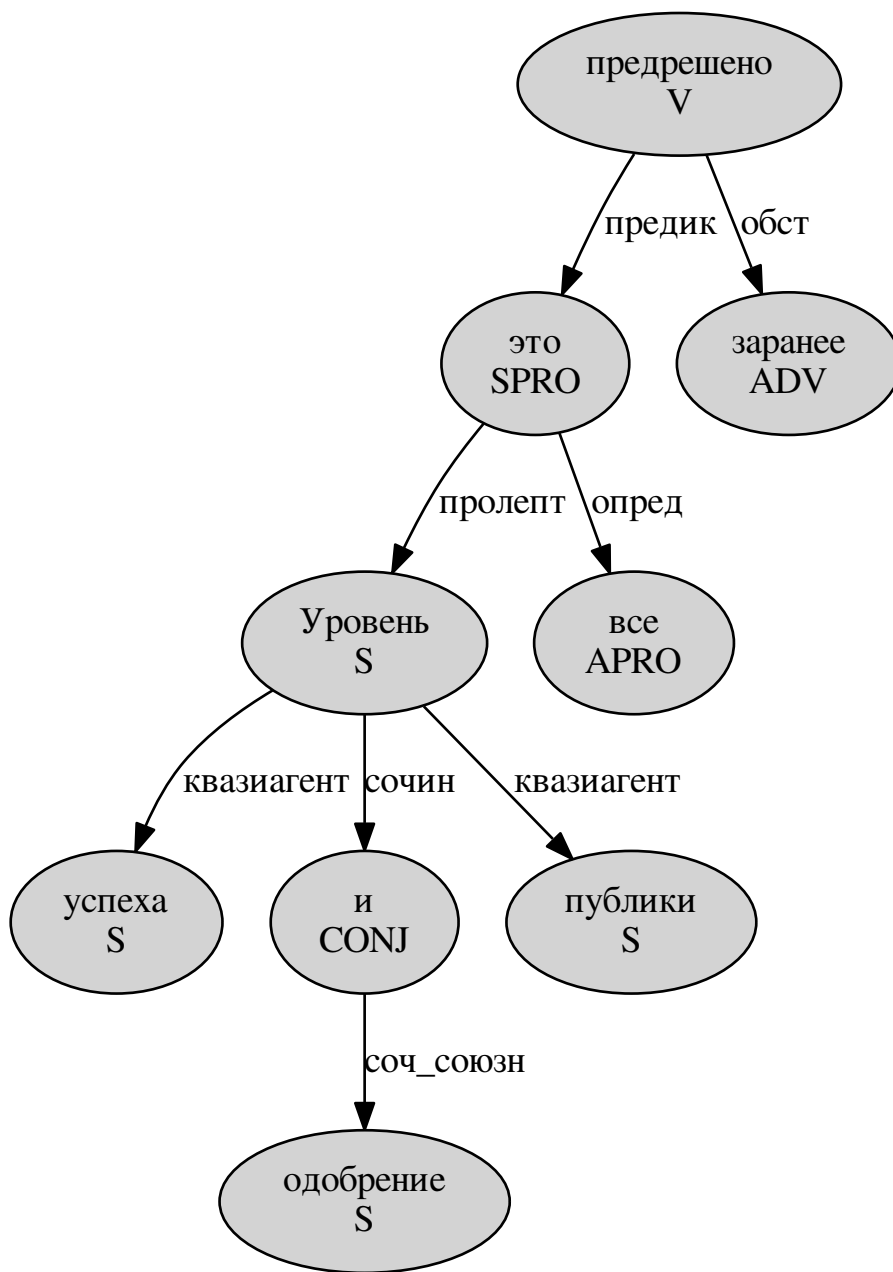 предрешено
V
предик
обст
это
SPRO
заранее
ADV
пролепт
опред
Уровень
S
все
APRO
квазиагент
сочин
квазиагент
успеха
S
и
CONJ
публики
S
соч_союзн
одобрение
S